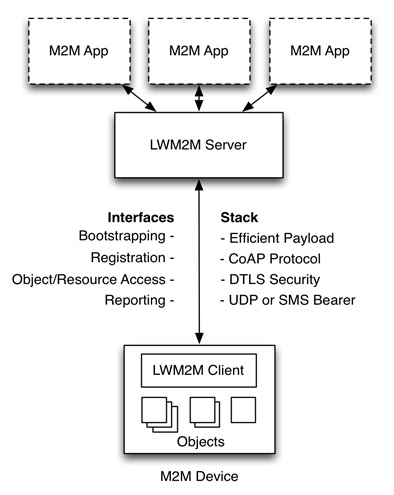 M2M App
M2M App
M2M App
LWM2M Server
Interfaces
Bootstrapping -
Registration -
Object/Resource Access -
Reporting -
Stack
- Efficient Payload
- CoAP Protocol
- DTLS Security
- UDP or SMS Bearer
LWM2M Client
Objects
M2M Device